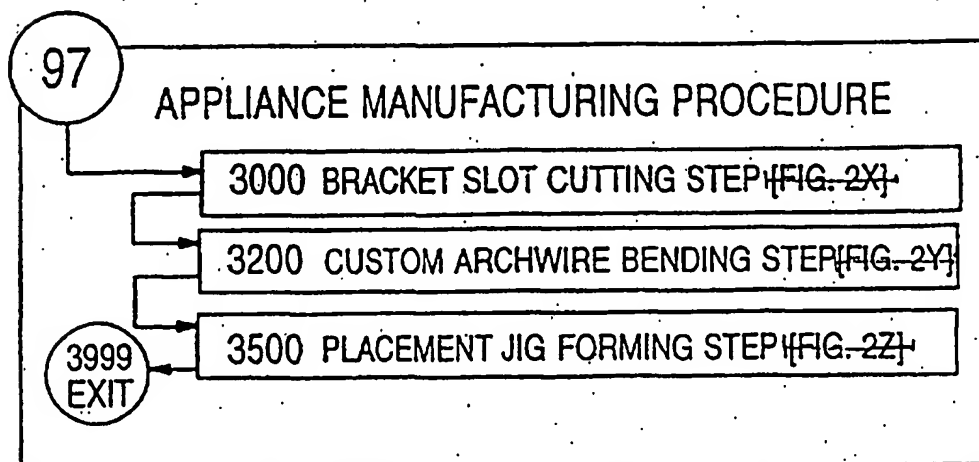 97
APPLIANCE MANUFACTURING PROCEDURE
3000 BRACKET SLOT CUTTING STEP [FIG. 2X]
3200 CUSTOM ARCHWIRE BENDING STEP [FIG. 2Y]
3500 PLACEMENT JIG FORMING STEP [FIG. 2Z]
3999
EXIT